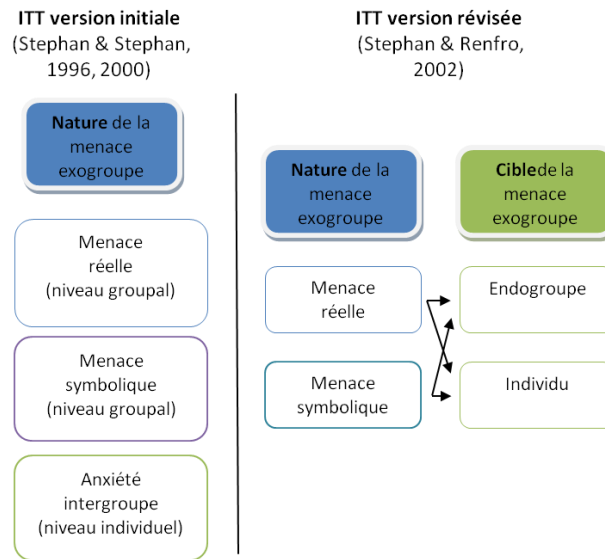 ITT version initiale
(Stephan & Stephan,
1996, 2000)
Nature de la
menace
exogroupe
Menace
réelle
(niveau groupal)
Menace
symbolique
(niveau groupal)
Anxiété
intergroupe
(niveau individuel)
ITT version révisée
(Stephan & Renfro,
2002)
Nature de la
menace
exogroupe
Cible de la
menace
exogroupe
Menace
réelle
Endogroupe
Menace
symbolique
Individu